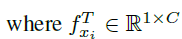 where $f_{x_i}^T \in \mathbb{R}^{1 \times C}$